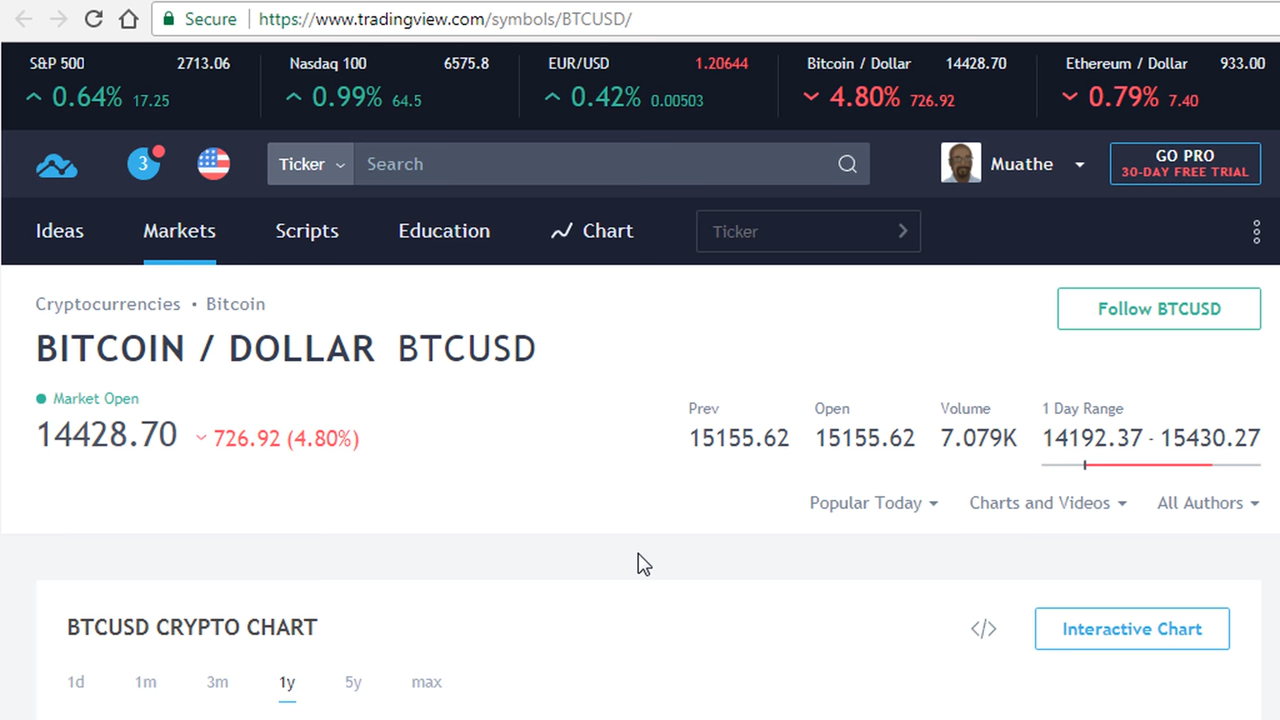 Secure https://www.tradingview.com/symbols/BTCUSD/
S&P 500 2713.06 Nasdaq 100 6575.8 EUR/USD 1.20644 Bitcoin / Dollar 14428.70 Ethereum / Dollar 933.00
0.64% 17.25 0.99% 64.5 0.42% 0.00503 4.80% 726.92 0.79% 7.40
3 Ticker Search Muathe GO PRO
30-DAY FREE TRIAL
Ideas Markets Scripts Education Chart Ticker
Cryptocurrencies • Bitcoin Follow BTCUSD
BITCOIN / DOLLAR BTCUSD
Market Open Prev Open Volume 1 Day Range
14428.70 726.92 (4.80%) 15155.62 15155.62 7.079K 14192.37 - 15430.27
Popular Today Charts and Videos All Authors
BTCUSD CRYPTO CHART </> Interactive Chart
1d 1m 3m 1y 5y max